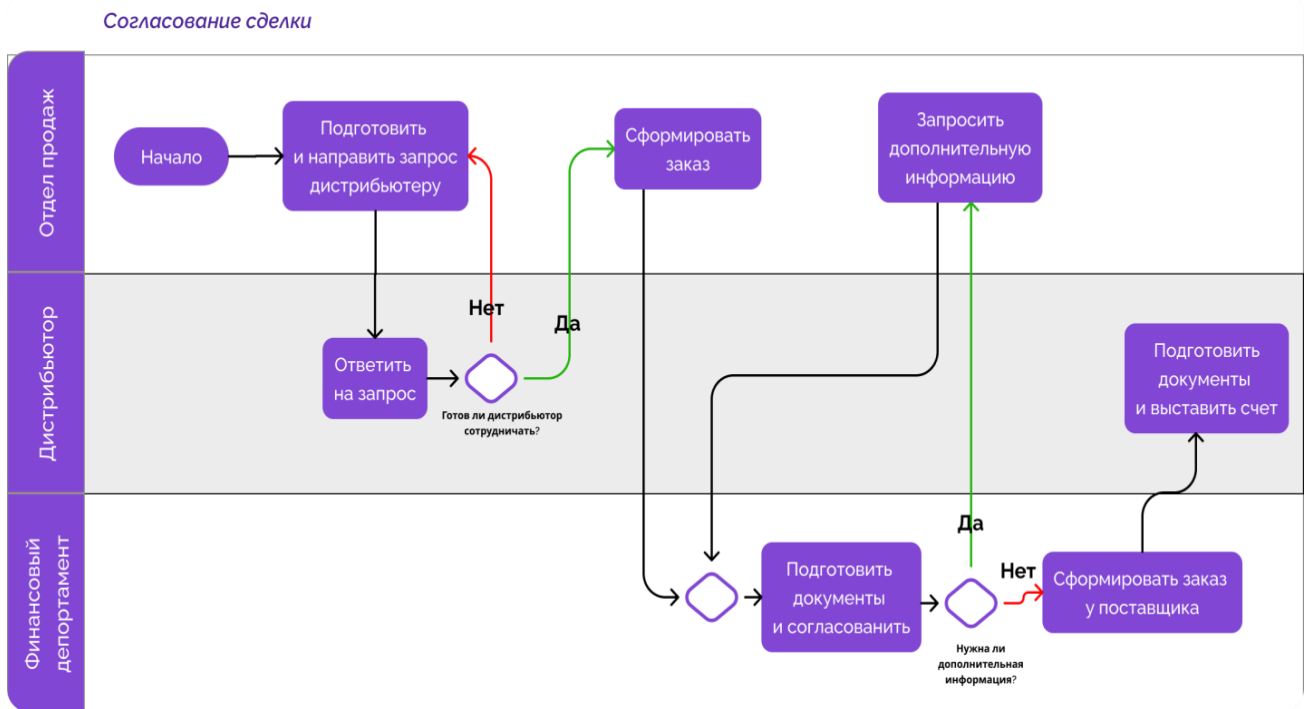 Согласование сделки
Отдел продаж
Начало
Подготовить
и направить запрос
дистрибьютеру
Сформировать
заказ
Запросить
дополнительную
информацию
Дистрибьютор
Ответить
на запрос
Нет
Да
Готов ли дистрибьютор
сотрудничать?
Подготовить
документы
и выставить счет
Финансовый
депортамент
Подготовить
документы
и согласованить
Да
Нет
Нужна ли
дополнительная
информация?
Сформировать заказ
у поставщика